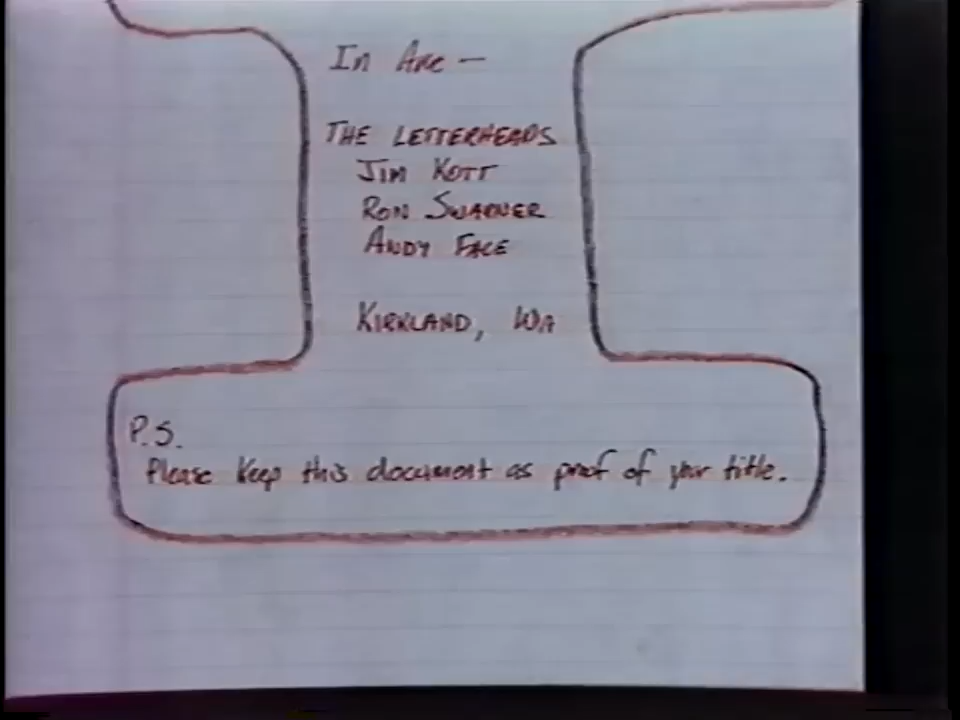 In Awe —
THE LETTERHEADS
JIM KOTT
RON SWARNER
ANDY FACE
KIRKLAND, WA
P.S.
Please keep this document as proof of your title.